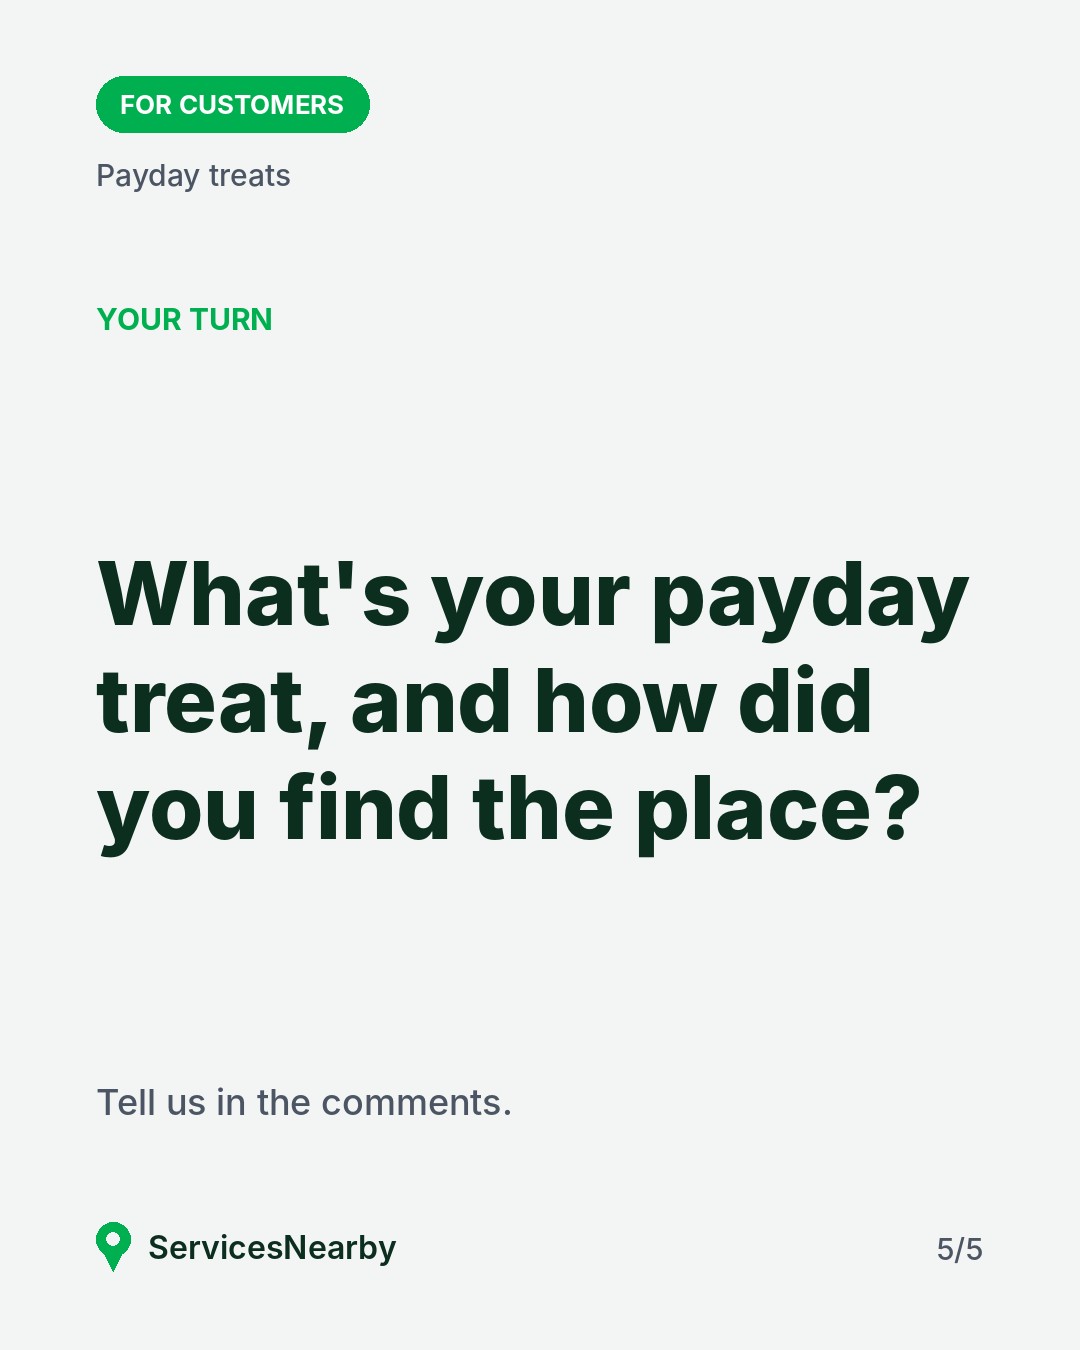 FOR CUSTOMERS
Payday treats
YOUR TURN
What's your payday
treat, and how did
you find the place?
Tell us in the comments.
ServicesNearby
5/5